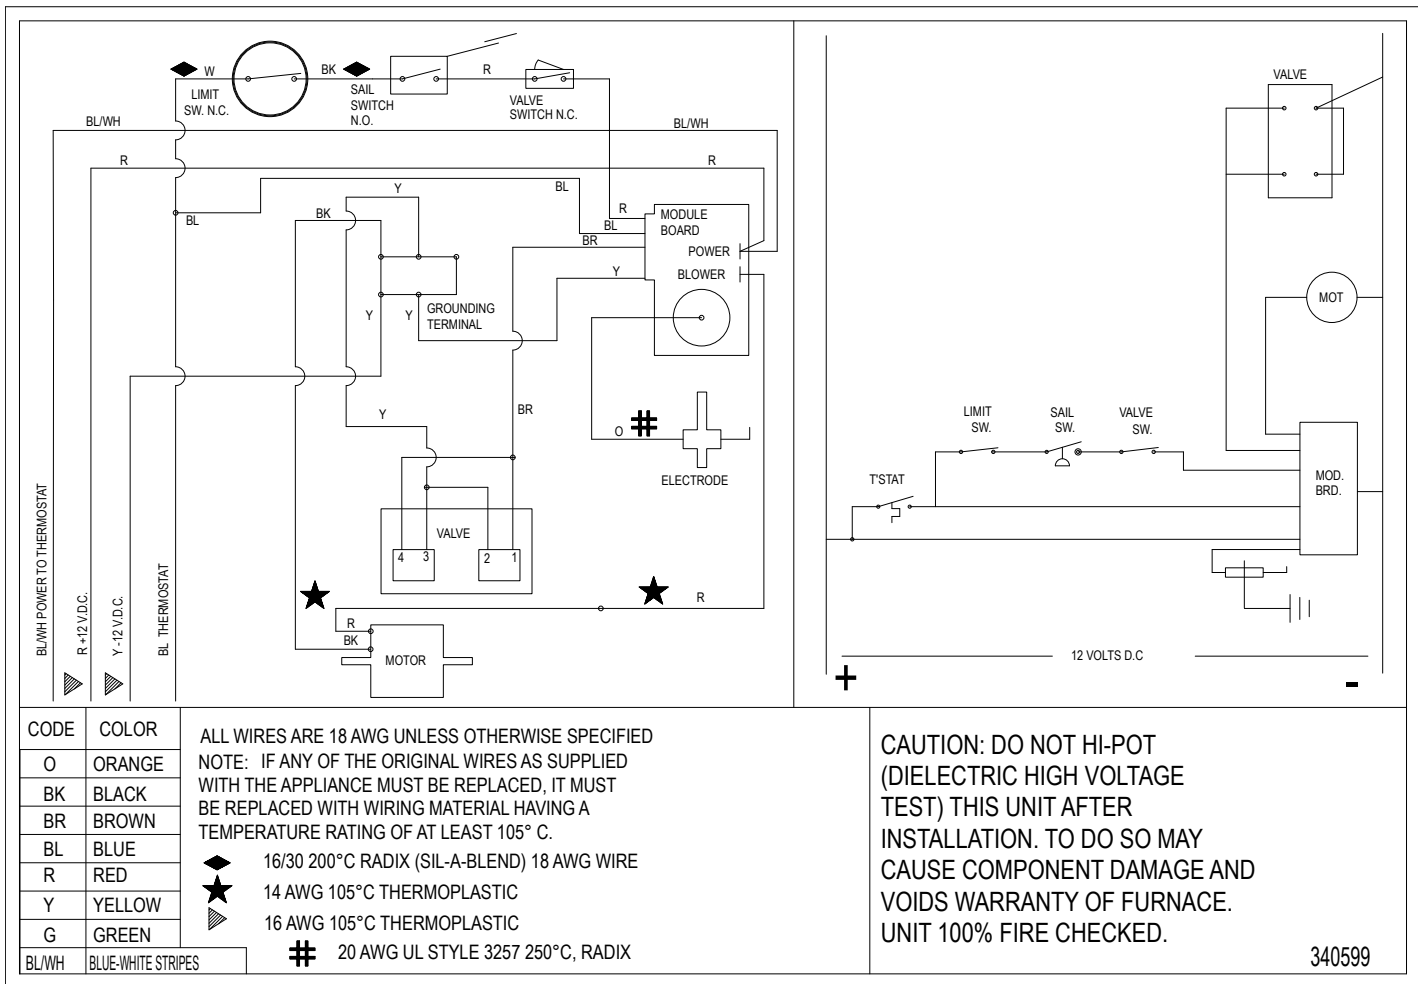 W
BK
R
LIMIT
SW. N.C.
SAIL
SWITCH
N.O.
VALVE
SWITCH N.C.
BL/WH
BL/WH
R
R
Y
BL
BL
BK
R
BL
BR
Y
MODULE
BOARD
POWER
BLOWER
GROUNDING
TERMINAL
Y
Y
Y
BR
O
ELECTRODE
VALVE
4
3
2
1
R
R
BK
MOTOR
BL/WH POWER TO THERMOSTAT
R +12 V.D.C.
Y -12 V.D.C.
BL THERMOSTAT
VALVE
MOT
LIMIT
SW.
SAIL
SW.
VALVE
SW.
T'STAT
MOD.
BRD.
12 VOLTS D.C
+
-
CODE COLOR
O ORANGE
BK BLACK
BR BROWN
BL BLUE
R RED
Y YELLOW
G GREEN
BL/WH BLUE-WHITE STRIPES
ALL WIRES ARE 18 AWG UNLESS OTHERWISE SPECIFIED
NOTE: IF ANY OF THE ORIGINAL WIRES AS SUPPLIED
WITH THE APPLIANCE MUST BE REPLACED, IT MUST
BE REPLACED WITH WIRING MATERIAL HAVING A
TEMPERATURE RATING OF AT LEAST 105° C.
16/30 200°C RADIX (SIL-A-BLEND) 18 AWG WIRE
14 AWG 105°C THERMOPLASTIC
16 AWG 105°C THERMOPLASTIC
20 AWG UL STYLE 3257 250°C, RADIX
CAUTION: DO NOT HI-POT
(DIELECTRIC HIGH VOLTAGE
TEST) THIS UNIT AFTER
INSTALLATION. TO DO SO MAY
CAUSE COMPONENT DAMAGE AND
VOIDS WARRANTY OF FURNACE.
UNIT 100% FIRE CHECKED.
340599